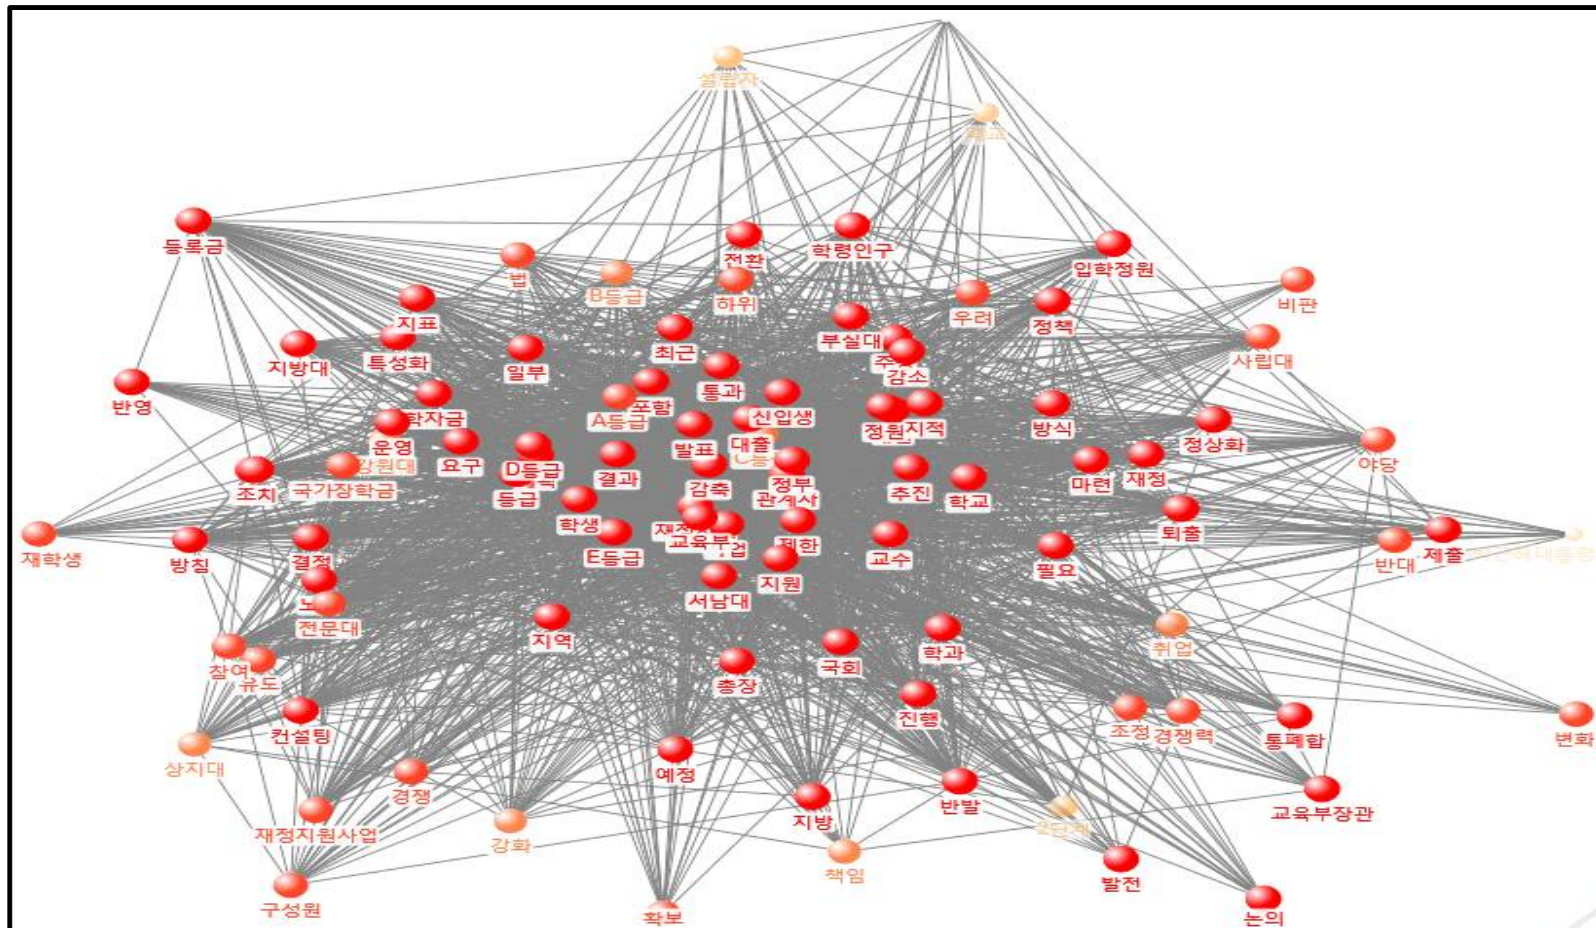 설립자
폐교
등록금
전환
학령인구
입학정원
법
B등급
하위
우려
정책
비판
지표
특성화
지방대
일부
최근
부실대
감소
사립대
반영
학자금
A등급
포함
통과
신입생
정원
지적
방식
정상화
운영
강원대
요구
발표
대출
야당
조치
국가장학금
D등급
등급
결과
감축
정부
관계사
추진
학교
마련
재정
학생
퇴출
재학생
방침
결정
E등급
교육부
제한
교수
필요
반대
제출
전문대
서남대
지원
지역
취업
참여
유도
총장
국회
학과
컨설팅
진행
조정
경쟁력
통폐합
변화
상지대
경쟁
예정
재정지원사업
강화
지방
반발
2단계
교육부장관
책임
발전
구성원
확보
논의